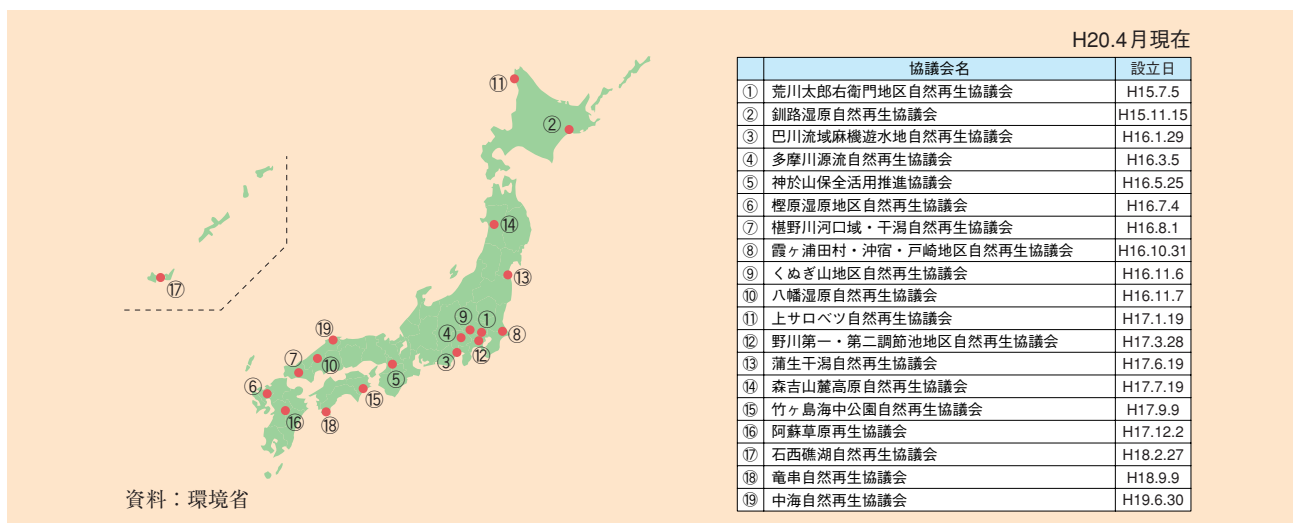 H20.4月現在
協議会名 設立日
① 荒川太郎右衛門地区自然再生協議会 H15.7.5
② 釧路湿原自然再生協議会 H15.11.15
③ 巴川流域麻機遊水地自然再生協議会 H16.1.29
④ 多摩川源流自然再生協議会 H16.3.5
⑤ 神於山保全活用推進協議会 H16.5.25
⑥ 樫原湿原地区自然再生協議会 H16.7.4
⑦ 椹野川河口域・干潟自然再生協議会 H16.8.1
⑧ 霞ヶ浦田村・沖宿・戸崎地区自然再生協議会 H16.10.31
⑨ くぬぎ山地区自然再生協議会 H16.11.6
⑩ 八幡湿原自然再生協議会 H16.11.7
⑪ 上サロベツ自然再生協議会 H17.1.19
⑫ 野川第一・第二調節池地区自然再生協議会 H17.3.28
⑬ 蒲生干潟自然再生協議会 H17.6.19
⑭ 森吉山麓高原自然再生協議会 H17.7.19
⑮ 竹ヶ島海中公園自然再生協議会 H17.9.9
⑯ 阿蘇草原再生協議会 H17.12.2
⑰ 石西礁湖自然再生協議会 H18.2.27
⑱ 竜串自然再生協議会 H18.9.9
⑲ 中海自然再生協議会 H19.6.30
⑪
②
⑭
⑬
⑰
⑨ ①
⑲ ④ ⑧
⑫
⑦ ⑩ ③
⑥ ⑤
⑮
⑯ ⑱
資料：環境省